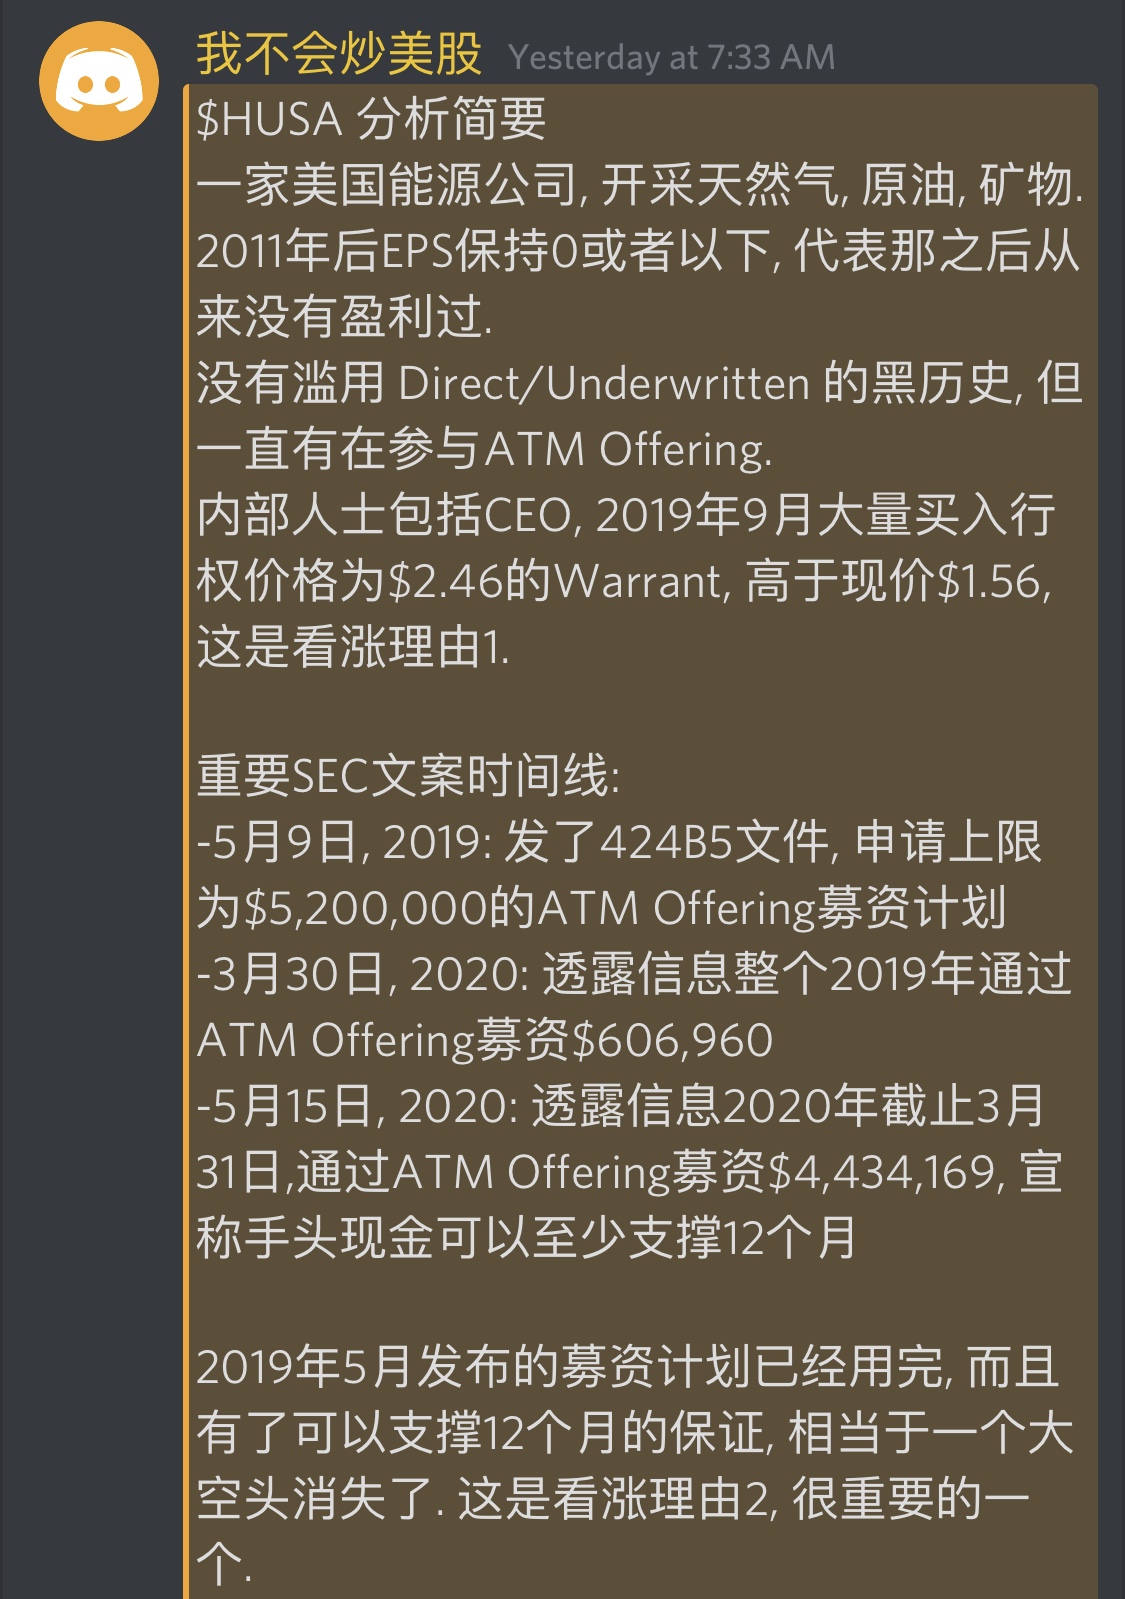 我不会炒美股 Yesterday at 7:33 AM
$HUSA 分析简要
一家美国能源公司, 开采天然气, 原油, 矿物.
2011年后EPS保持0或者以下, 代表那之后从
来没有盈利过.
没有滥用 Direct/Underwritten 的黑历史, 但
一直有在参与ATM Offering.
内部人士包括CEO, 2019年9月大量买入行
权价格为$2.46的Warrant, 高于现价$1.56,
这是看涨理由1.
重要SEC文案时间线:
-5月9日, 2019: 发了424B5文件, 申请上限
为$5,200,000的ATM Offering募资计划
-3月30日, 2020: 透露信息整个2019年通过
ATM Offering募资$606,960
-5月15日, 2020: 透露信息2020年截止3月
31日,通过ATM Offering募资$4,434,169, 宣
称手头现金可以至少支撑12个月
2019年5月发布的募资计划已经用完, 而且
有了可以支撑12个月的保证, 相当于一个大
空头消失了. 这是看涨理由2, 很重要的一
个.